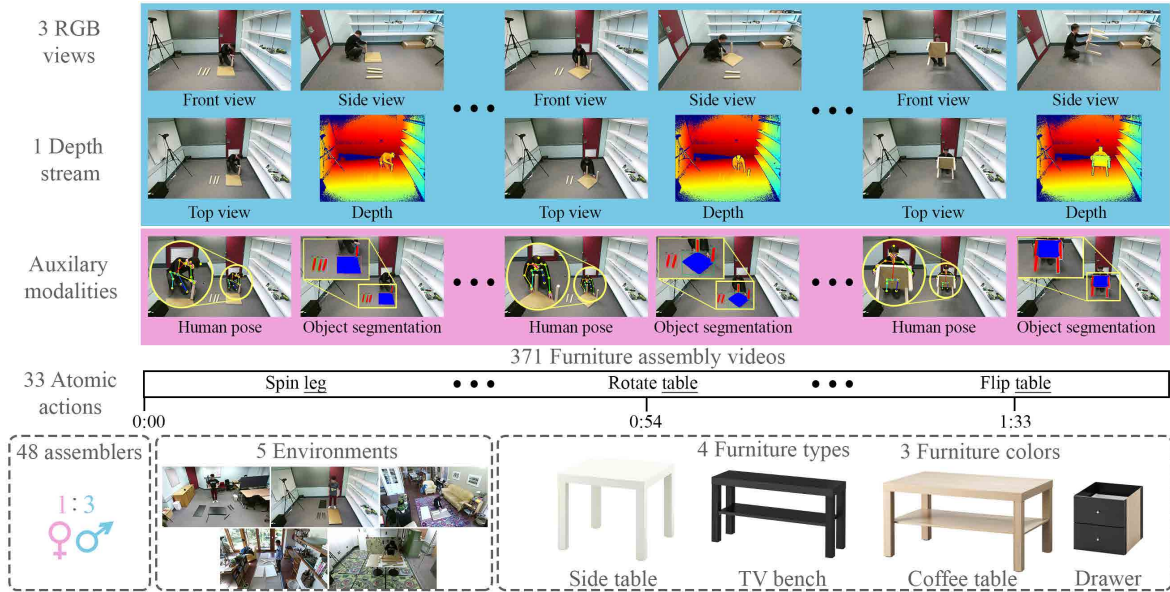 3 RGB
views
Front view
Side view
Front view
Side view
Front view
Side view
1 Depth
stream
Top view
Depth
Top view
Depth
Top view
Depth
Auxilary
modalities
Human pose
Object segmentation
Human pose
Object segmentation
Human pose
Object segmentation
371 Furniture assembly videos
33 Atomic
actions
Spin leg
Rotate table
Flip table
0:00
0:54
1:33
48 assemblers
1:3
5 Environments
4 Furniture types
3 Furniture colors
Side table
TV bench
Coffee table
Drawer